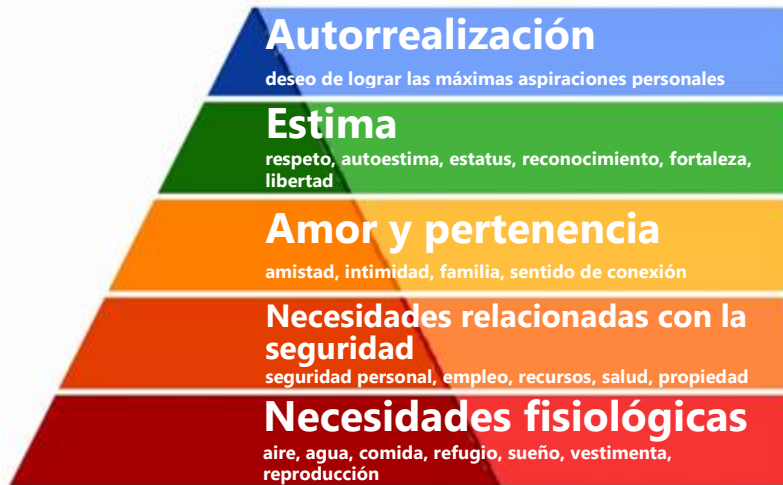 Autorrealización
deseo de lograr las máximas aspiraciones personales
Estima
respeto, autoestima, estatus, reconocimiento, fortaleza,
libertad
Amor y pertenencia
amistad, intimidad, familia, sentido de conexión
Necesidades relacionadas con la
seguridad
seguridad personal, empleo, recursos, salud, propiedad
Necesidades fisiológicas
aire, agua, comida, refugio, sueño, vestimenta,
reproducción